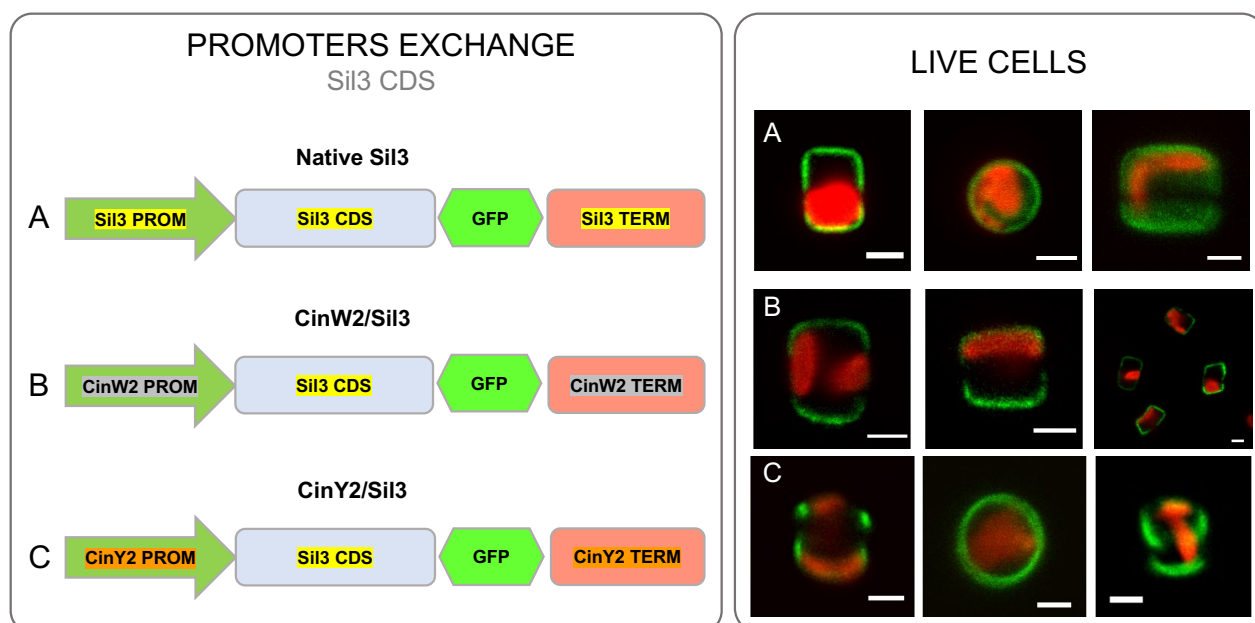 PROMOTERS EXCHANGE
Sil3 CDS
Native Sil3
A
Sil3 PROM
Sil3 CDS
GFP
Sil3 TERM
CinW2/Sil3
B
CinW2 PROM
Sil3 CDS
GFP
CinW2 TERM
CinY2/Sil3
C
CinY2 PROM
Sil3 CDS
GFP
CinY2 TERM
LIVE CELLS
A
B
C